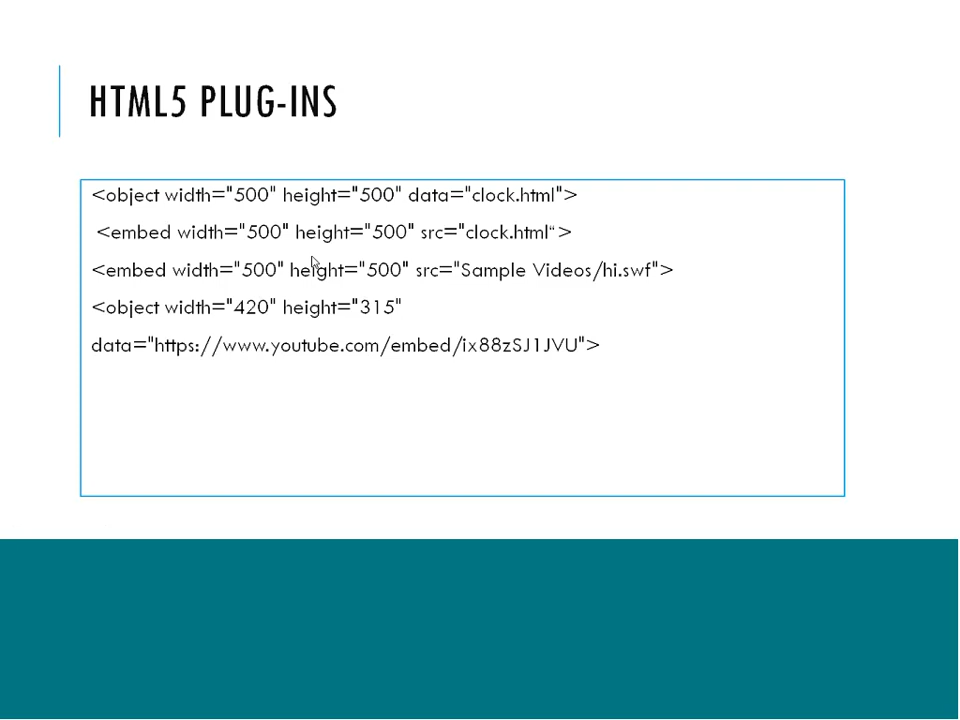 HTML5 PLUG-INS
<object width="500" height="500" data="clock.html">
<embed width="500" height="500" src="clock.html“>
<embed width="500" height="500" src="Sample Videos/hi.swf">
<object width="420" height="315"
data="https://www.youtube.com/embed/ix88zSJ1JVU">